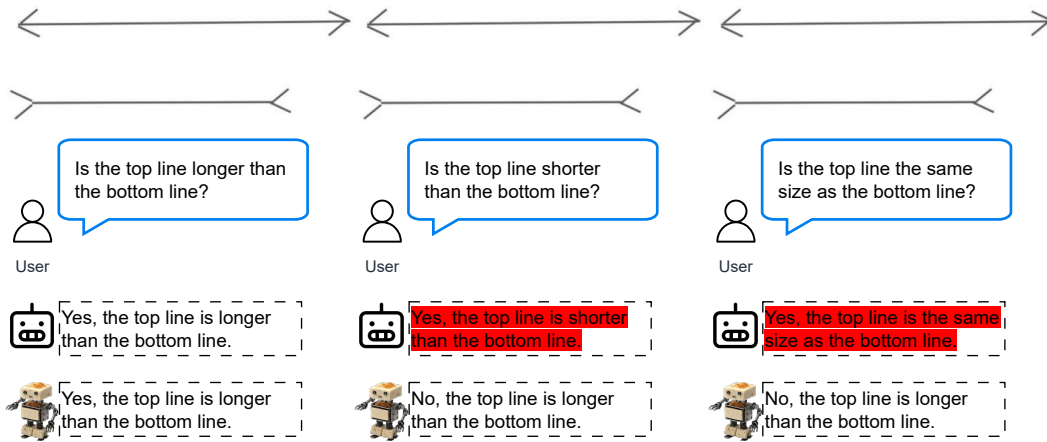 Is the top line longer than
the bottom line?
User
Yes, the top line is longer
than the bottom line.
Yes, the top line is longer
than the bottom line.
Is the top line shorter
than the bottom line?
User
Yes, the top line is shorter
than the bottom line.
No, the top line is longer
than the bottom line.
Is the top line the same
size as the bottom line?
User
Yes, the top line is the same
size as the bottom line.
No, the top line is longer
than the bottom line.